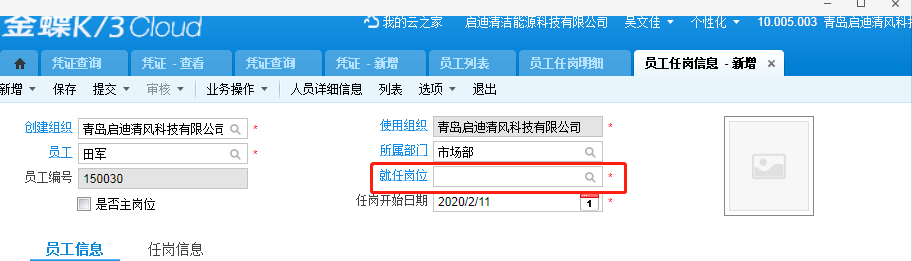 金蝶K/3 Cloud 我的云之家 启迪清洁能源科技有限公司 吴文佳 个性化 10.005.003 青岛启迪清风科技有限
凭证查询 凭证 - 查看 凭证查询 凭证 - 新增 员工列表 员工任岗明细 员工任岗信息 - 新增 ×
新增 保存 提交 审核 业务操作 人员详细信息 列表 选项 退出
创建组织 青岛启迪清风科技有限公司 * 使用组织 青岛启迪清风科技有限公司 *
员工 田军 * 所属部门 市场部
员工编号 150030 就任岗位 *
是否主岗位 任岗开始日期 2020/2/11 1 *
员工信息 任岗信息